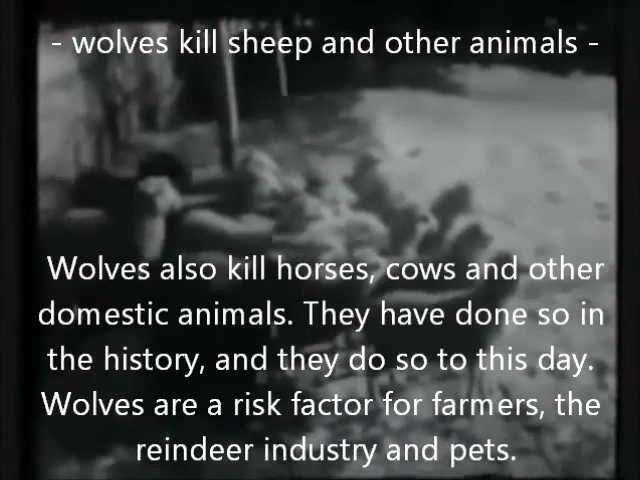 - wolves kill sheep and other animals -
Wolves also kill horses, cows and other
domestic animals. They have done so in
the history, and they do so to this day.
Wolves are a risk factor for farmers, the
reindeer industry and pets.